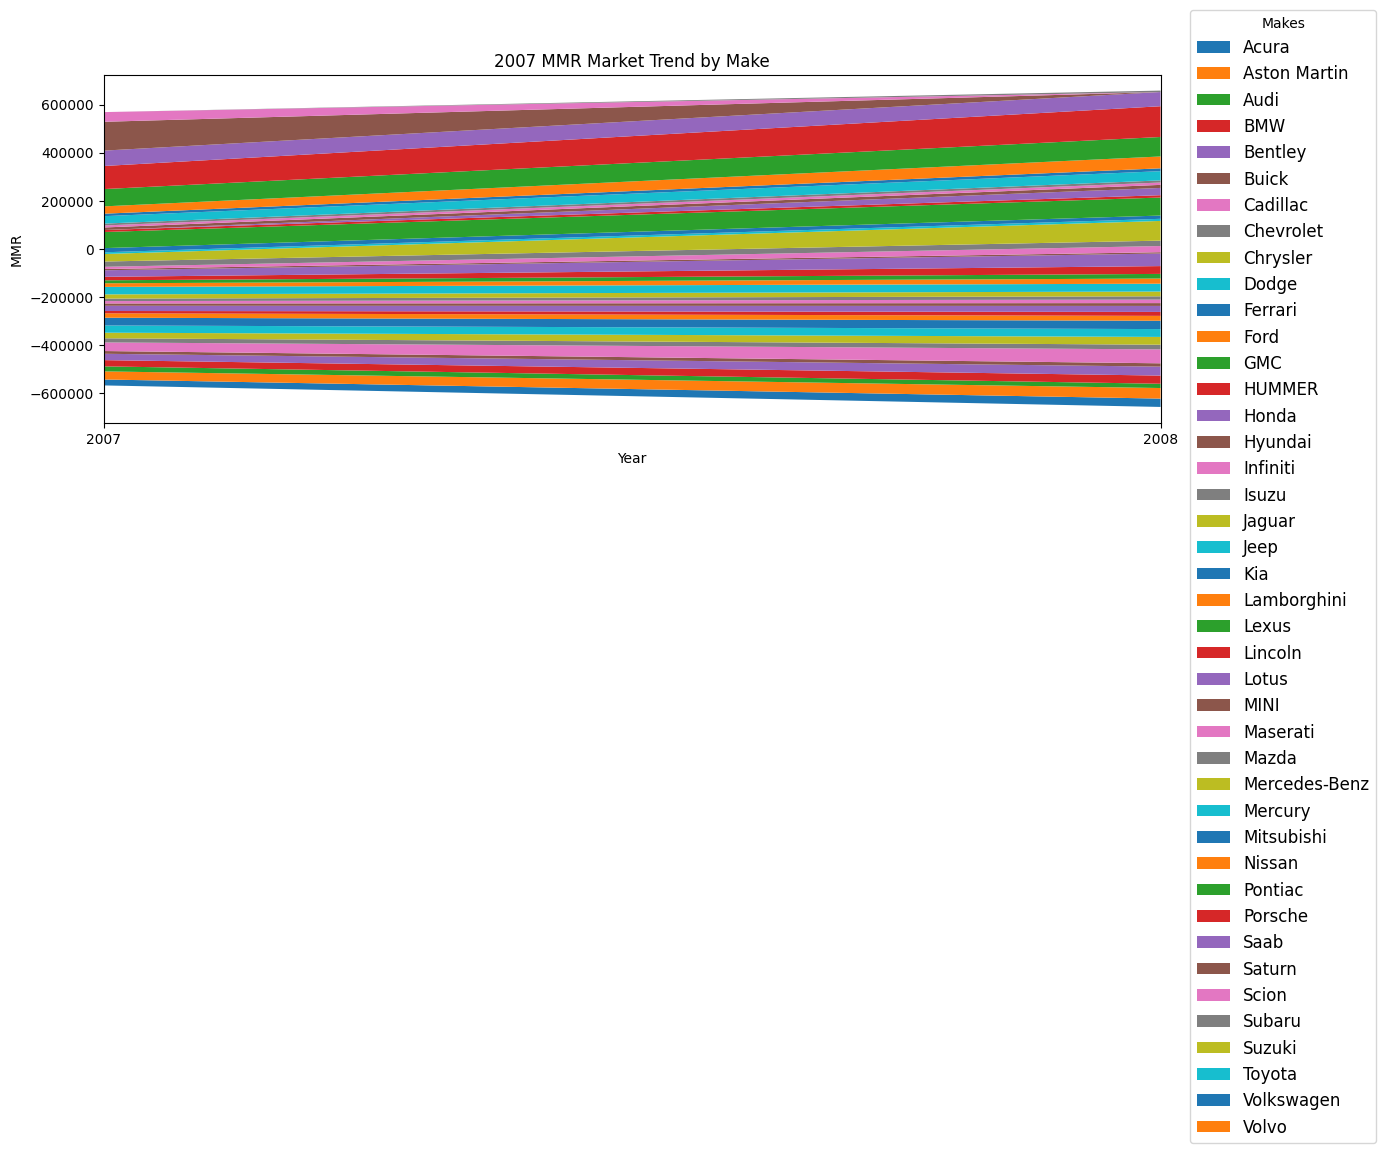 2007 MMR Market Trend by Make
MMR
600000
400000
200000
0
−200000
−400000
−600000
2007
2008
Year
Makes
Acura
Aston Martin
Audi
BMW
Bentley
Buick
Cadillac
Chevrolet
Chrysler
Dodge
Ferrari
Ford
GMC
HUMMER
Honda
Hyundai
Infiniti
Isuzu
Jaguar
Jeep
Kia
Lamborghini
Lexus
Lincoln
Lotus
MINI
Maserati
Mazda
Mercedes-Benz
Mercury
Mitsubishi
Nissan
Pontiac
Porsche
Saab
Saturn
Scion
Subaru
Suzuki
Toyota
Volkswagen
Volvo